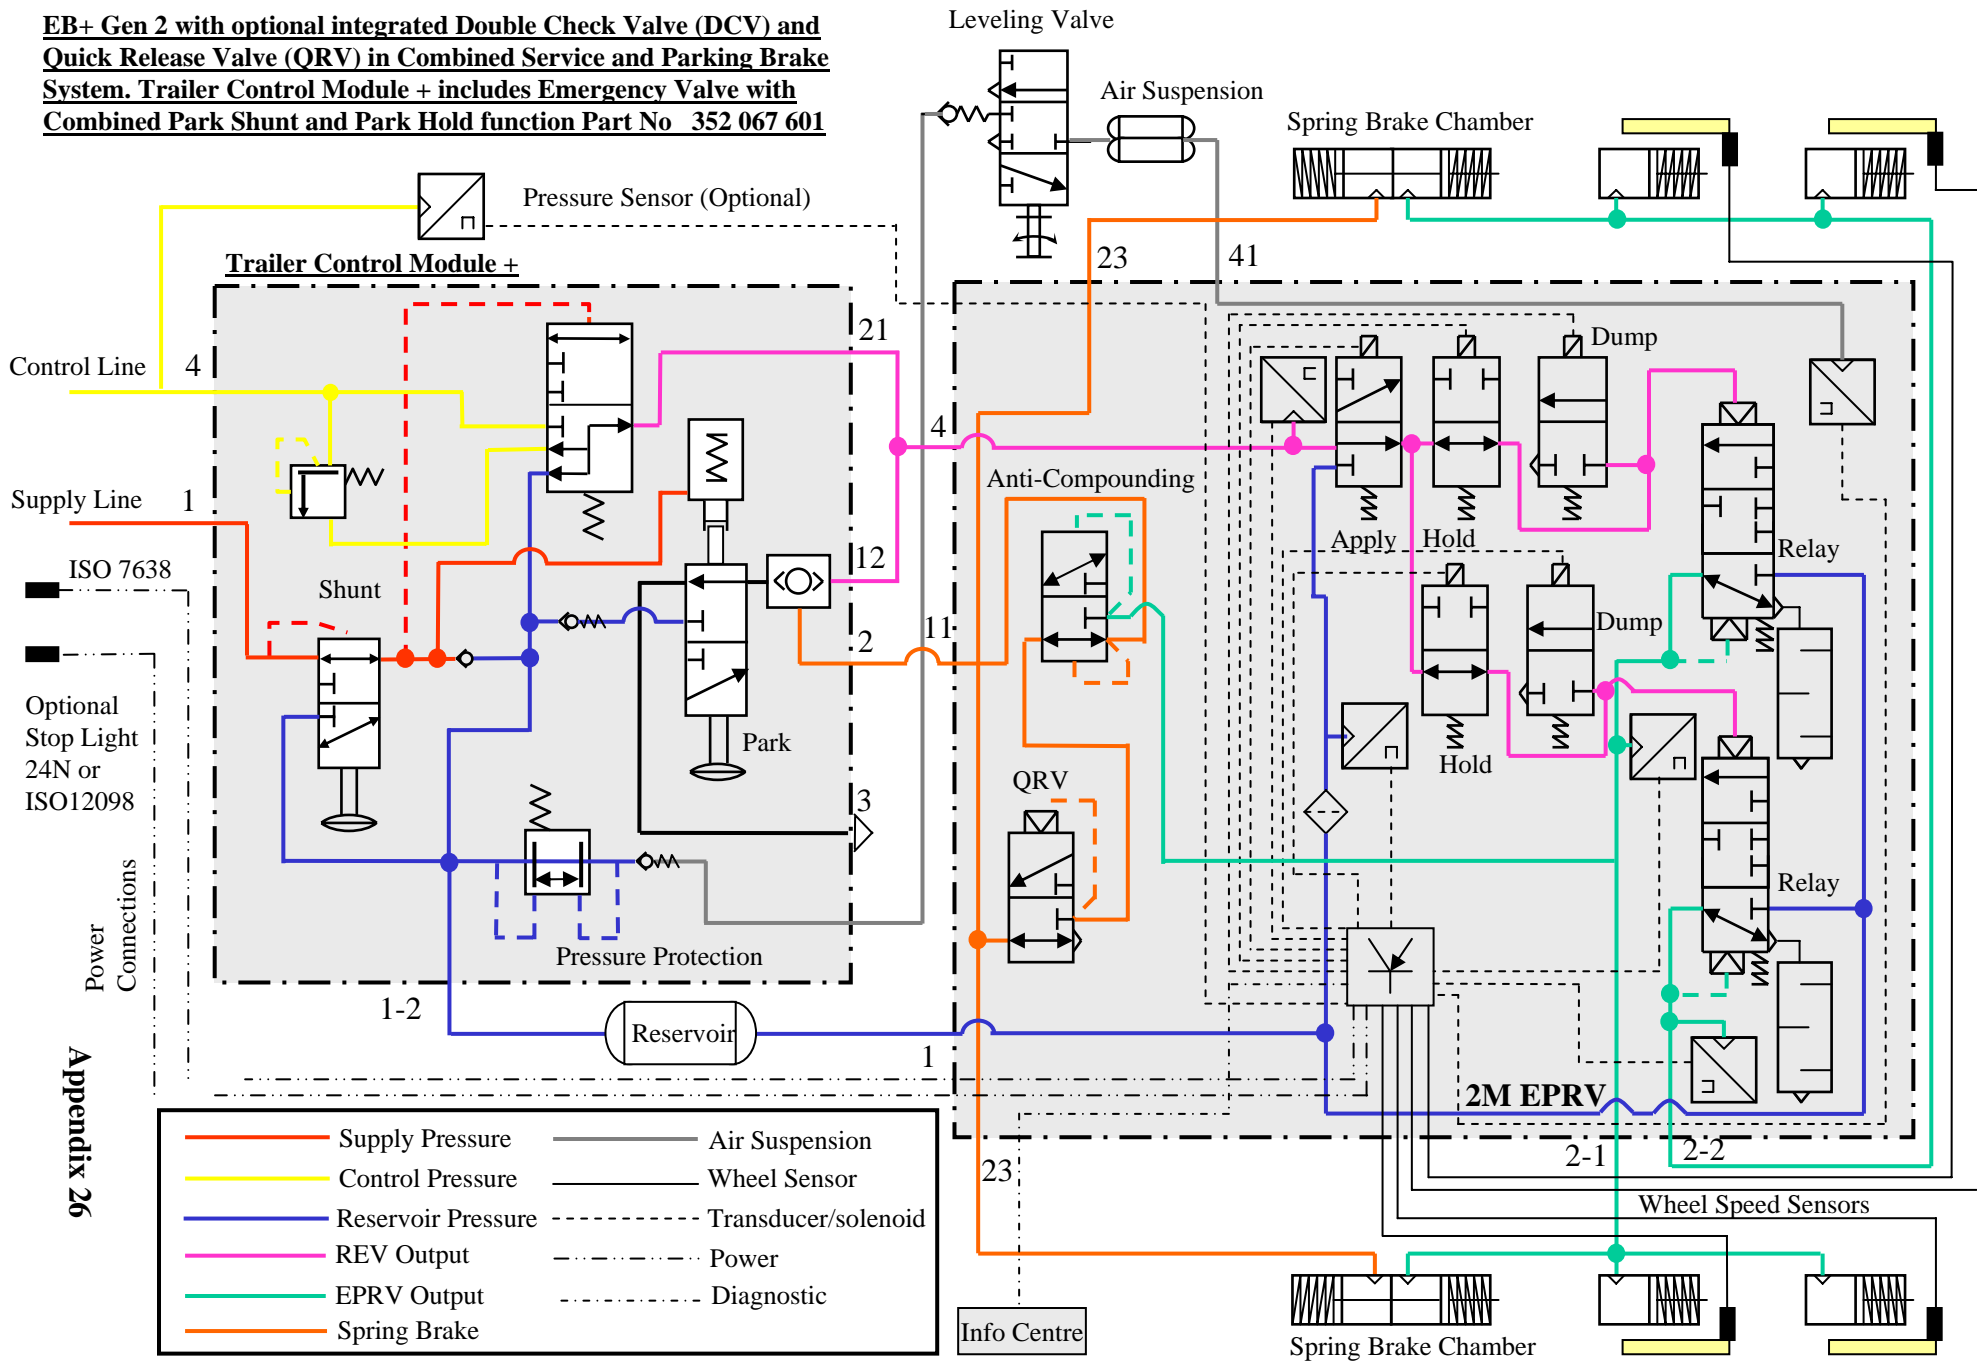 EB+ Gen 2 with optional integrated Double Check Valve (DCV) and
Quick Release Valve (QRV) in Combined Service and Parking Brake
System. Trailer Control Module + includes Emergency Valve with
Combined Park Shunt and Park Hold function Part No   352 067 601
Leveling Valve
Air Suspension
Spring Brake Chamber
Pressure Sensor (Optional)
Trailer Control Module +
23
41
21
Control Line
4
Dump
4
Anti-Compounding
Supply Line
1
Apply
Hold
Relay
ISO 7638
Shunt
12
11
2
Dump
Optional
Stop Light
24N or
ISO12098
Park
Hold
QRV
3
Relay
Power
Connections
Pressure Protection
1-2
Reservoir
1
2M EPRV
Appendix 26
2-1
2-2
23
Wheel Speed Sensors
Supply Pressure
Air Suspension
Control Pressure
Wheel Sensor
Reservoir Pressure
Transducer/solenoid
REV Output
Power
EPRV Output
Diagnostic
Spring Brake
Info Centre
Spring Brake Chamber